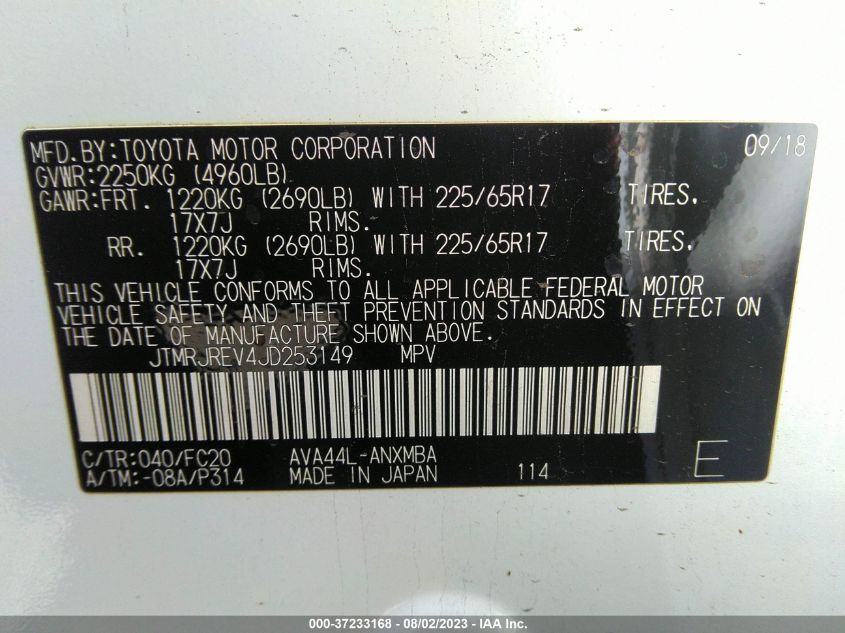 MFD.BY:TOYOTA MOTOR CORPORATION 09/18
GVWR:2250KG (4960LB)
GAWR:FRT. 1220KG (2690LB) WITH 225/65R17 TIRES,
17X7J RIMS.
RR. 1220KG (2690LB) WITH 225/65R17 TIRES,
17X7J RIMS.
THIS VEHICLE CONFORMS TO ALL APPLICABLE FEDERAL MOTOR
VEHICLE SAFETY AND THEFT PREVENTION STANDARDS IN EFFECT ON
THE DATE OF MANUFACTURE SHOWN ABOVE.
JTMRJREV4JD253149 MPV
C/TR:040/FC20 AVA44L-ANXMBA
A/TM:-08A/P314 MADE IN JAPAN 114 E
000-37233168 - 08/02/2023 - IAA Inc.